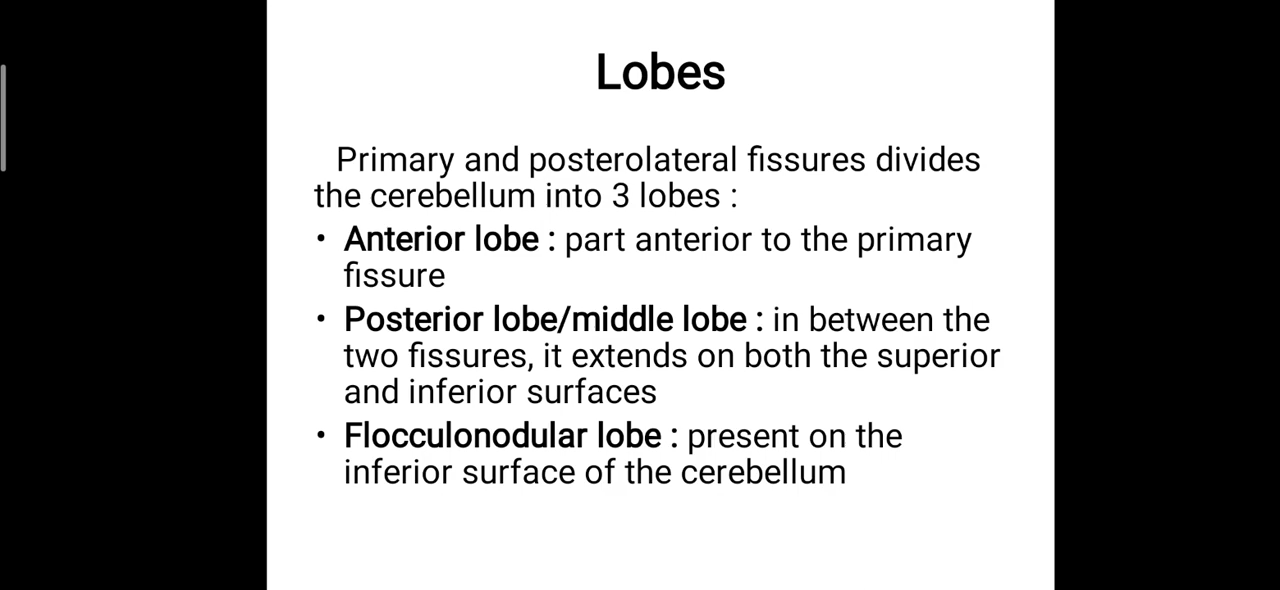 Lobes
Primary and posterolateral fissures divides
the cerebellum into 3 lobes :
• Anterior lobe : part anterior to the primary
fissure
• Posterior lobe/middle lobe : in between the
two fissures, it extends on both the superior
and inferior surfaces
• Flocculonodular lobe : present on the
inferior surface of the cerebellum